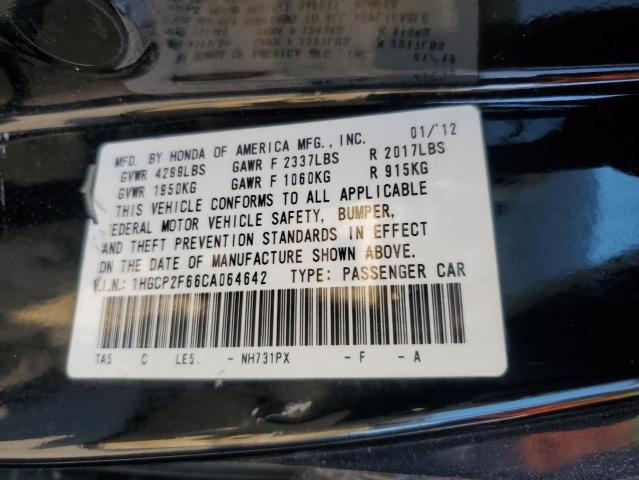 MFD. BY HONDA OF AMERICA MFG., INC. 01/'12
GVWR 4299LBS GAWR F 2337LBS R 2017LBS
GVWR 1950KG GAWR F 1060KG R 915KG
THIS VEHICLE CONFORMS TO ALL APPLICABLE
FEDERAL MOTOR VEHICLE SAFETY, BUMPER,
AND THEFT PREVENTION STANDARDS IN EFFECT
ON THE DATE OF MANUFACTURE SHOWN ABOVE.
V.I.N.: 1HGCP2F66CA064642 TYPE: PASSENGER CAR
TA5 C LE5 - NH731PX - F - A